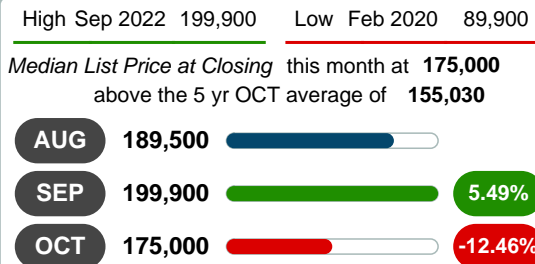 High Sep 2022 199,900 Low Feb 2020 89,900
Median List Price at Closing this month at 175,000
above the 5 yr OCT average of 155,030
AUG 189,500
SEP 199,900 5.49%
OCT 175,000 -12.46%